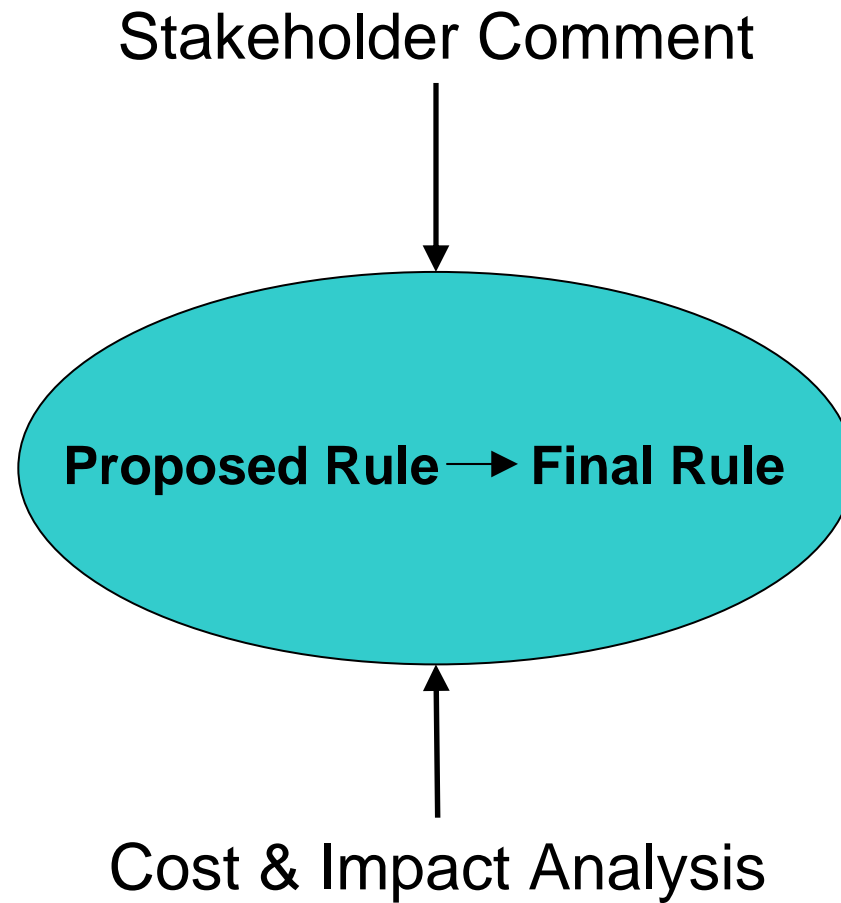 Stakeholder Comment
Proposed Rule Final Rule
Cost & Impact Analysis